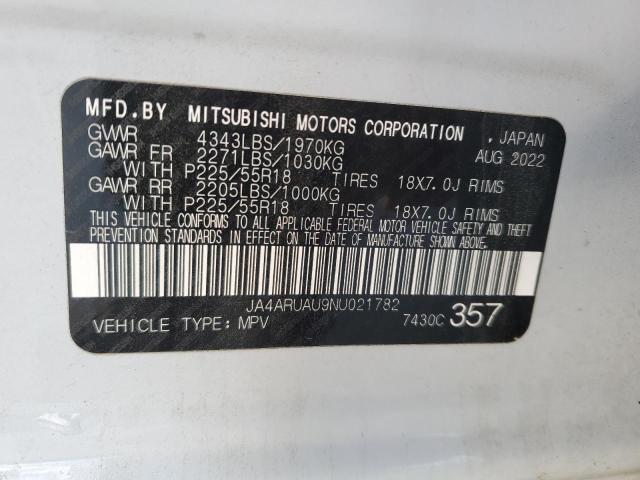 MFD.BY MITSUBISHI MOTORS CORPORATION , JAPAN
GWWR 4343LBS/1970KG AUG 2022
GAWR FR 2271LBS/1030KG
WITH P225/55R18 TIRES 18X7.0J RIMS
GAWR RR 2205LBS/1000KG
WITH P225/55R18 TIRES 18X7.0J RIMS
THIS VEHICLE CONFORMS TO ALL APPLICABLE FEDERAL MOTOR VEHICLE SAFETY AND THEFT
PREVENTION STANDARDS IN EFFECT ON THE DATE OF MANUFACTURE SHOWN ABOVE.
JA4ARUAU9NU021782
VEHICLE TYPE: MPV 7430C 357